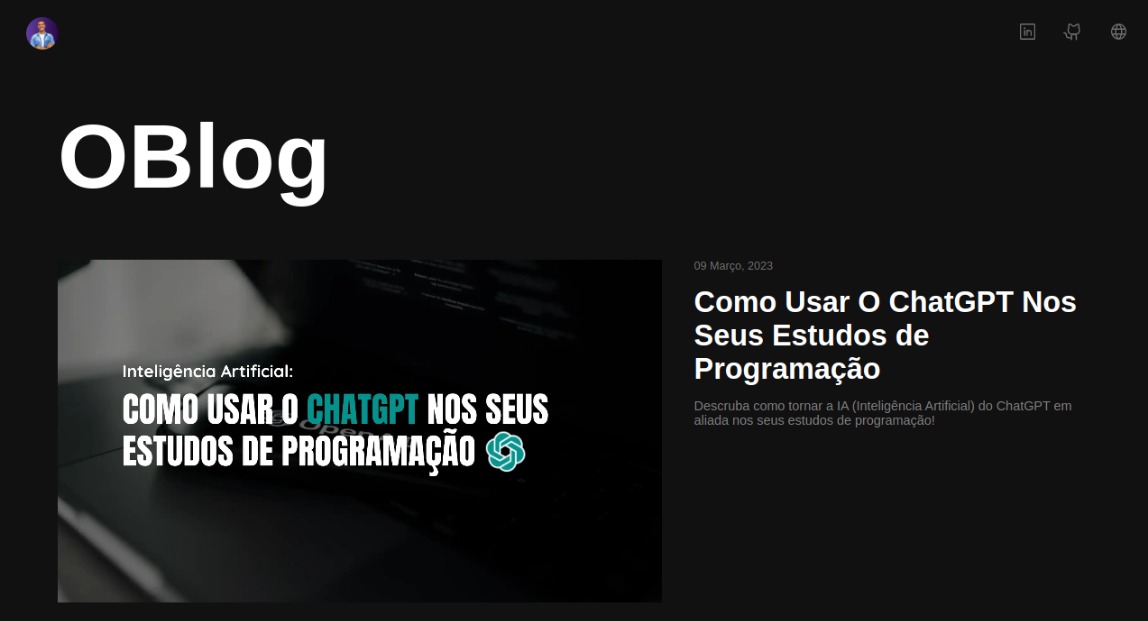 OBlog
Inteligência Artificial:
COMO USAR O CHATGPT NOS SEUS
ESTUDOS DE PROGRAMAÇÃO
09 Março, 2023
Como Usar O ChatGPT Nos
Seus Estudos de
Programação
Descruba como tornar a IA (Inteligência Artificial) do ChatGPT em
aliada nos seus estudos de programação!